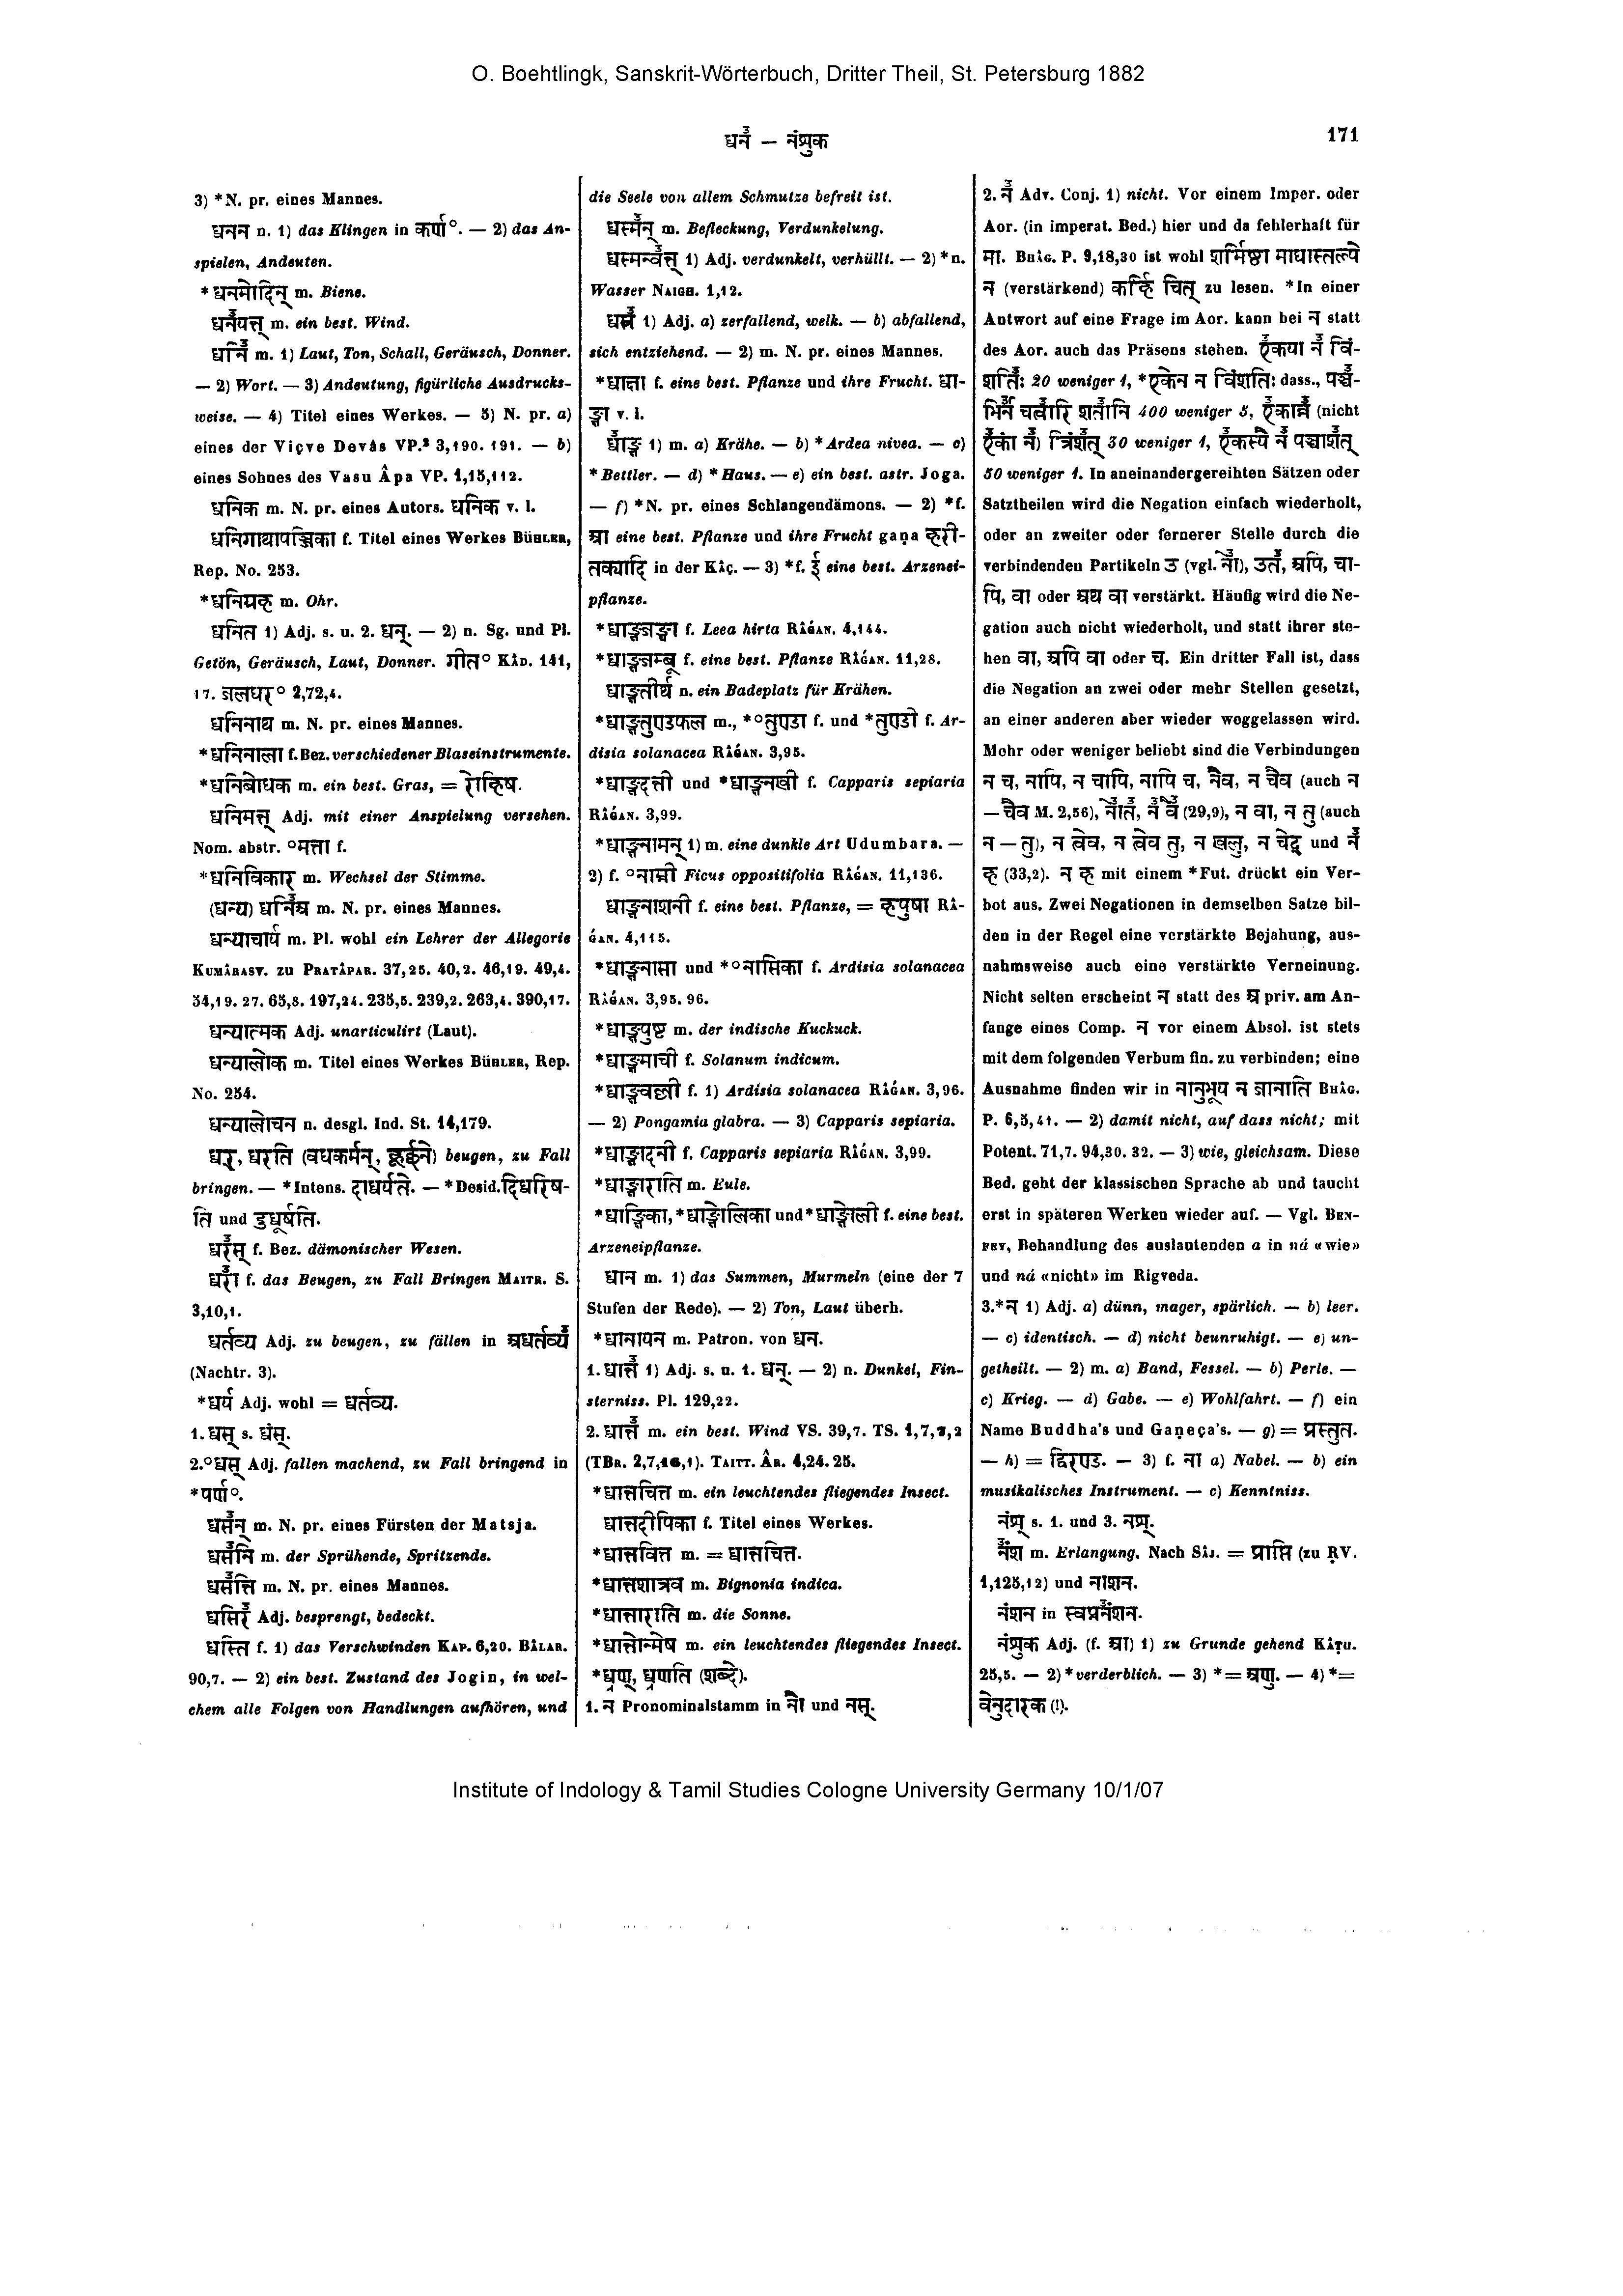 O. Boehtlingk, Sanskrit-Wörterbuch, Dritter Theil, St. Petersburg 1882
ध्वन॑ — नंशुक
171
3) *N. pr. eines Mannes.
ध्वनन n. 1) das Klingen in कर्ण°. — 2) das An-
spielen, Andeuten.
*ध्वनमोदिन् m. Biene.
ध्वनयत्त् m. ein best. Wind.
ध्वनि m. 1) Laut, Ton, Schall, Geräusch, Donner.
— 2) Wort. — 3) Andeutung, figürliche Ausdrucks-
weise. — 4) Titel eines Werkes. — 5) N. pr. a)
eines der Viçve Devâs VP.² 3,190. 191. — b)
eines Sohnes des Vasu Âpa VP. 1,15,112.
ध्वनिक m. N. pr. eines Autors. धनिक v. l.
ध्वनिगाथापञ्जिका f. Titel eines Werkes BÜHLER,
Rep. No. 253.
*ध्वनिग्रह m. Ohr.
ध्वनित 1) Adj. s. u. 2. ध्वन्. — 2) n. Sg. und Pl.
Getön, Geräusch, Laut, Donner. गीत° KÂD. 141,
17. जलधर° 2,72,4.
ध्वनिनाथ m. N. pr. eines Mannes.
*ध्वनिनाला f. Bez. verschiedener Blaseinstrumente.
*ध्वनिबोधक m. ein best. Gras, = रोहिष.
ध्वनिमत्त् Adj. mit einer Anspielung versehen.
Nom. abstr. °मत्ता f.
*ध्वनिविकार m. Wechsel der Stimme.
(ध्वन्य) ध्वनिअ m. N. pr. eines Mannes.
ध्वन्याचार्य m. Pl. wohl ein Lehrer der Allegorie
KUMÂRASV. zu PRATÂPAR. 37,25. 40,2. 46,19. 49,4.
54,19. 27. 65,8. 197,24. 235,5. 239,2. 263,4. 390,17.
ध्वन्यात्मक Adj. unarticulirt (Laut).
ध्वन्यालोक m. Titel eines Werkes BÜHLER, Rep.
No. 254.
ध्वन्यालोचन n. desgl. Ind. St. 14,179.
ध्वर्, ध्वरति (वधकर्मन्, हूर्छने) beugen, zu Fall
bringen. — *Intens. दाध्वर्यते. — *Desid. दिध्वरिष-
ति und दुध्वूर्षति.
ध्वरस् f. Bez. dämonischer Wesen.
ध्वरा f. das Beugen, zu Fall Bringen MAITR. S.
3,10,1.
ध्वर्तव्य Adj. zu beugen, zu fällen in अध्वर्तव्य
(Nachtr. 3).
*ध्वर्य Adj. wohl = ध्वर्तव्य.
1. ध्वस् s. ध्वंस्.
2.°ध्वस् Adj. fallen machend, zu Fall bringend in
*पर्ण°.
ध्वसन् m. N. pr. eines Fürsten der Matsja.
ध्वसनि m. der Sprühende, Spritzende.
ध्वसत्ति m. N. pr. eines Mannes.
ध्वसिर Adj. besprengt, bedeckt.
ध्वस्ति f. 1) das Verschwinden KAP. 6,20. BÂLAR.
90,7. — 2) ein best. Zustand des Jogin, in wel-
chem alle Folgen von Handlungen aufhören, und
die Seele von allem Schmutze befreit ist.
ध्वस्मन् m. Befleckung, Verdunkelung.
ध्वस्मन्वत्त् 1) Adj. verdunkelt, verhüllt. — 2) *n.
Wasser NAIGH. 1,12.
ध्वस्र 1) Adj. a) zerfallend, welk. — b) abfallend,
sich entziehend. — 2) m. N. pr. eines Mannes.
*ध्वाक्षा f. eine best. Pflanze und ihre Frucht. ध्वा-
ङ्क्षा v. l.
ध्वाङ्क्ष 1) m. a) Krähe. — b) *Ardea nivea. — c)
*Bettler. — d) *Haus. — e) ein best. astr. Joga.
— f) *N. pr. eines Schlangendämons. — 2) *f.
आ eine best. Pflanze und ihre Frucht gaṇa हरी-
तक्यादि in der KÂÇ. — 3) *f. ई eine best. Arzenei-
pflanze.
*ध्वाङ्क्षजङ्घा f. Leea hirta RÂǴAN. 4,144.
*ध्वाङ्क्षजम्बू f. eine best. Pflanze RÂǴAN. 11,28.
ध्वाङ्क्षतीर्थ n. ein Badeplatz für Krähen.
*ध्वाङ्क्षतुण्डफल m., *°तुण्डा f. und *तुण्डी f. Ar-
disia solanacea RÂǴAN. 3,95.
*ध्वाङ्क्षदत्ती und *ध्वाङ्क्षनखी f. Capparis sepiaria
RÂǴAN. 3,99.
*ध्वाङ्क्षनामन् 1) m. eine dunkle Art Udumbara. —
2) f. °नाम्नी Ficus oppositifolia RÂǴAN. 11,136.
ध्वाङ्क्षनाशनी f. eine best. Pflanze, = हपुषा RÂ-
ǴAN. 4,115.
*ध्वाङ्क्षनासा und *°नासिका f. Ardisia solanacea
RÂǴAN. 3,95. 96.
*ध्वाङ्क्षपुष्ट m. der indische Kuckuck.
*ध्वाङ्क्षमाची f. Solanum indicum.
*ध्वाङ्क्षवल्ली f. 1) Ardisia solanacea RÂǴAN. 3,96.
— 2) Pongamia glabra. — 3) Capparis sepiaria.
*ध्वाङ्क्षादनी f. Capparis sepiaria RÂǴAN. 3,99.
*ध्वाङ्क्षाराति m. Eule.
*ध्वाङ्क्षिका, *ध्वाङ्क्षोलिका und *ध्वाङ्क्षोली f. eine best.
Arzeneipflanze.
ध्वान m. 1) das Summen, Murmeln (eine der 7
Stufen der Rede). — 2) Ton, Laut überh.
*ध्वानायन m. Patron. von ध्वन.
1. ध्वात्त 1) Adj. s. u. 1. ध्वन्. — 2) n. Dunkel, Fin-
sterniss. Pl. 129,22.
2. ध्वात्त m. ein best. Wind VS. 39,7. TS. 1,7,7,2
(TBR. 2,7,16,1). TAITT. ÂR. 4,24. 25.
*ध्वात्तचित्त m. ein leuchtendes fliegendes Insect.
ध्वात्तदीपिका f. Titel eines Werkes.
*ध्वात्तवित्त m. = ध्वात्तचित्त.
*ध्वात्तशात्रव m. Bignonia indica.
*ध्वात्ताराति m. die Sonne.
*ध्वात्तोन्मेष m. ein leuchtendes fliegendes Insect.
*ध्रण्, ध्रणति (शब्दे).
1. न Pronominalstamm in नौ und नस्.
2. न Adv. Conj. 1) nicht. Vor einem Imper. oder
Aor. (in imperat. Bed.) hier und da fehlerhaft für
मा. BHÂG. P. 9,18,30 ist wohl शर्मिष्ठा माधास्तल्पे
न (verstärkend) कर्हि चित् zu lesen. *In einer
Antwort auf eine Frage im Aor. kann bei न statt
des Aor. auch das Präsens stehen. एकया न विं-
शतिः 20 weniger 1, *एकेन न विंशतिः dass., पञ्च-
भिर्न चत्वारि शतानि 400 weniger 5, एकान्न (nicht
एकां न) त्रिंशत् 30 weniger 1, एकस्यै न पञ्चाशत्
50 weniger 1. In aneinandergereihten Sätzen oder
Satztheilen wird die Negation einfach wiederholt,
oder an zweiter oder fernerer Stelle durch die
verbindenden Partikeln उ (vgl. नो), उत, अपि, चा-
पि, वा oder अथ वा verstärkt. Häufig wird die Ne-
gation auch nicht wiederholt, und statt ihrer ste-
hen वा, अपि वा oder च. Ein dritter Fall ist, dass
die Negation an zwei oder mehr Stellen gesetzt,
an einer anderen aber wieder weggelassen wird.
Mehr oder weniger beliebt sind die Verbindungen
न च, नापि, न चापि, नापि च, नैव, न चैव (auch न
— चैव M. 2,56), नोत, न वै (29,9), न वा, न तु (auch
न — तु), न त्वेव, न त्वेव तु, न खलु, न चेद् und न
ह (33,2). न ह mit einem *Fut. drückt ein Ver-
bot aus. Zwei Negationen in demselben Satze bil-
den in der Regel eine verstärkte Bejahung, aus-
nahmsweise auch eine verstärkte Verneinung.
Nicht selten erscheint न statt des अ priv. am An-
fange eines Comp. न vor einem Absol. ist stets
mit dem folgenden Verbum fin. zu verbinden; eine
Ausnahme finden wir in नानुभूय न जानाति BHÂG.
P. 6,5,41. — 2) damit nicht, auf dass nicht; mit
Potent. 71,7. 94,30. 32. — 3) wie, gleichsam. Diese
Bed. geht der klassischen Sprache ab und taucht
erst in späteren Werken wieder auf. — Vgl. BEN-
FEY, Behandlung des auslautenden a in ná «wie»
und ná «nicht» im Rigveda.
3.*न 1) Adj. a) dünn, mager, spärlich. — b) leer.
— c) identisch. — d) nicht beunruhigt. — e) un-
getheilt. — 2) m. a) Band, Fessel. — b) Perle. —
c) Krieg. — d) Gabe. — e) Wohlfahrt. — f) ein
Name Buddha's und Gaṇeça's. — g) = प्रस्तुत.
— h) = द्विरण्ड. — 3) f. ना a) Nabel. — b) ein
musikalisches Instrument. — c) Kenntniss.
नंश् s. 1. und 3. नश्.
नंश m. Erlangung. Nach SÂJ. = प्राप्ति (zu ṚV.
1,125,12) und नाशन.
नंशन in स्वप्ननंशन.
नंशुक Adj. (f. आ) 1) zu Grunde gehend KÂṬH.
25,5. — 2) *verderblich. — 3) *= अणु. — 4) *=
वेनुदारक (!).
Institute of Indology & Tamil Studies Cologne University Germany 10/1/07